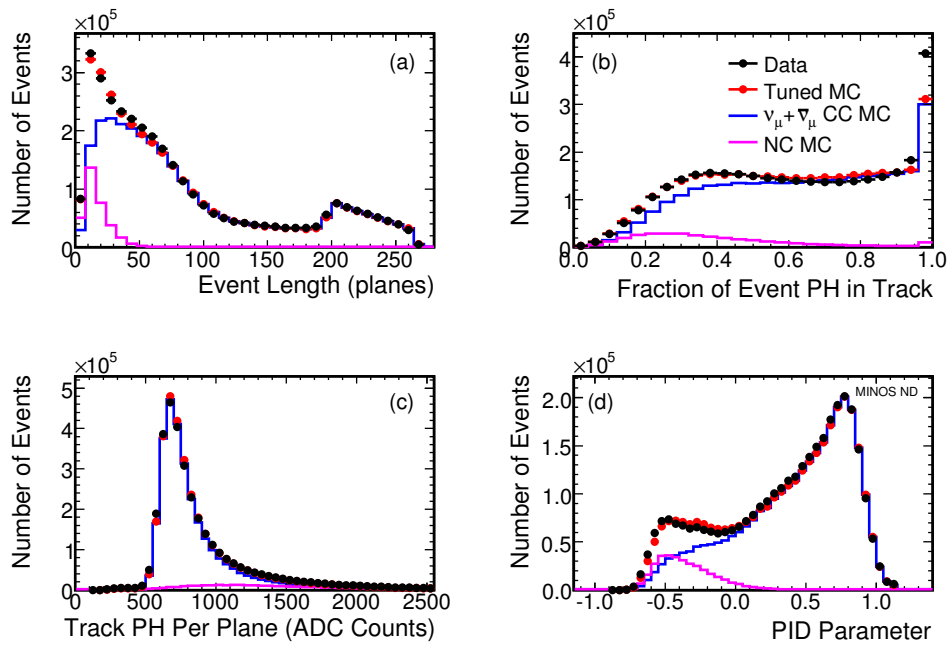 ×10⁵
Number of Events
3
2
1
0
(a)
0 50 100 150 200 250
Event Length (planes)
×10⁵
Number of Events
4
3
2
1
0
(b)
Data
Tuned MC
νμ+ν̄μ CC MC
NC MC
0.0 0.2 0.4 0.6 0.8 1.0
Fraction of Event PH in Track
×10⁵
Number of Events
5
4
3
2
1
0
(c)
0 500 1000 1500 2000 2500
Track PH Per Plane (ADC Counts)
×10⁵
Number of Events
2.0
1.5
1.0
0.5
0.0
(d)
MINOS ND
-1.0 -0.5 0.0 0.5 1.0
PID Parameter